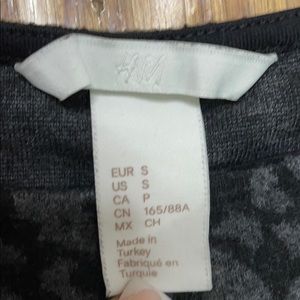 H&M
EUR S
US S
CA P
CN 165/88A
MX CH
Made in
Turkey
Fabriqué en
Turquie